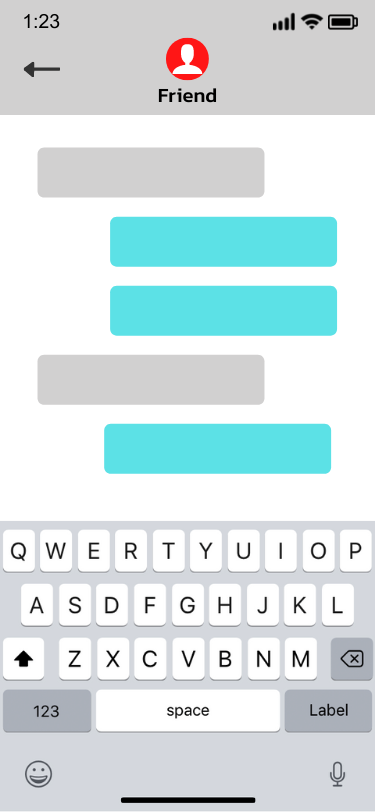 1:23
Friend
Q W E R T Y U I O P
A S D F G H J K L
Z X C V B N M
123 space Label